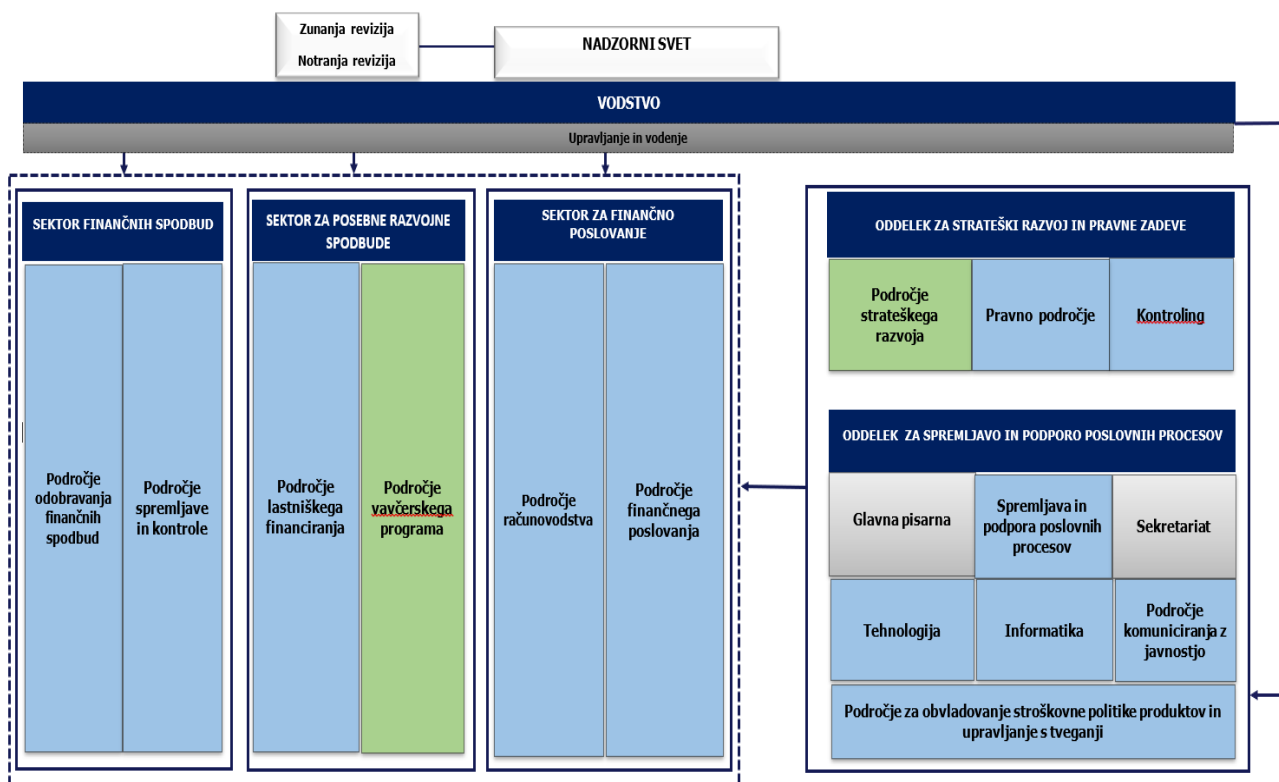 Zunanja revizija
Notranja revizija
NADZORNI SVET
VODSTVO
Upravljanje in vodenje
SEKTOR FINANČNIH SPODBUD
Področje
odobravanja
finančnih
spodbud
Področje
spremljave
in kontrole
SEKTOR ZA POSEBNE RAZVOJNE
SPODBUDE
Področje
lastniškega
financiranja
Področje
vavčerskega
programa
SEKTOR ZA FINANČNO
POSLOVANJE
Področje
računovodstva
Področje
finančnega
poslovanja
ODDELEK ZA STRATEŠKI RAZVOJ IN PRAVNE ZADEVE
Področje
strateškega
razvoja
Pravno področje
Kontroling
ODDELEK ZA SPREMLJAVO IN PODPORO POSLOVNIH PROCESOV
Glavna pisarna
Spremljava in
podpora poslovnih
procesov
Sekretariat
Tehnologija
Informatika
Področje
komuniciranja z
javnostjo
Področje za obvladovanje stroškovne politike produktov in
upravljanje s tveganji